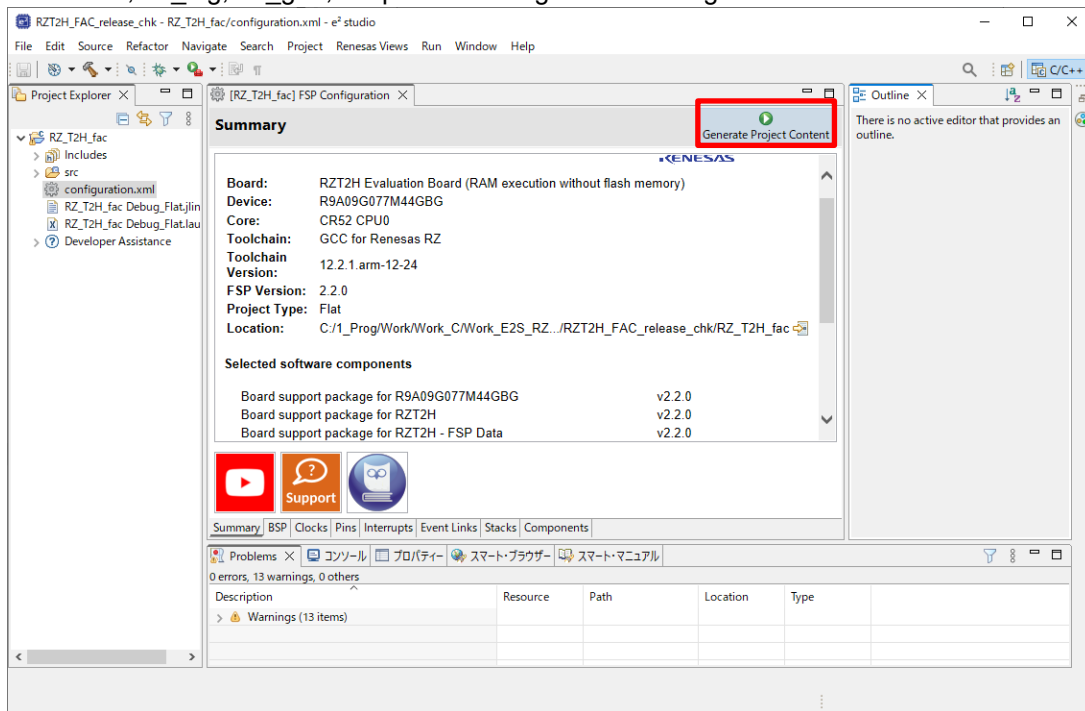 RZT2H_FAC_release_chk - RZ_T2H_fac/configuration.xml - e² studio
File Edit Source Refactor Navigate Search Project Renesas Views Run Window Help
C/C++
Project Explorer
[RZ_T2H_fac] FSP Configuration
Outline
RZ_T2H_fac
Includes
src
configuration.xml
RZ_T2H_fac Debug_Flat.jlin
RZ_T2H_fac Debug_Flat.lau
Developer Assistance
Summary
Generate Project Content
There is no active editor that provides an
outline.
RENESAS
Board: RZT2H Evaluation Board (RAM execution without flash memory)
Device: R9A09G077M44GBG
Core: CR52 CPU0
Toolchain: GCC for Renesas RZ
Toolchain
Version: 12.2.1.arm-12-24
FSP Version: 2.2.0
Project Type: Flat
Location: C:/1_Prog/Work/Work_C/Work_E2S_RZ.../RZT2H_FAC_release_chk/RZ_T2H_fac
Selected software components
Board support package for R9A09G077M44GBG v2.2.0
Board support package for RZT2H v2.2.0
Board support package for RZT2H - FSP Data v2.2.0
Support
Summary BSP Clocks Pins Interrupts Event Links Stacks Components
Problems コンソール プロパティー スマート・ブラウザー スマート・マニュアル
0 errors, 13 warnings, 0 others
Description Resource Path Location Type
Warnings (13 items)